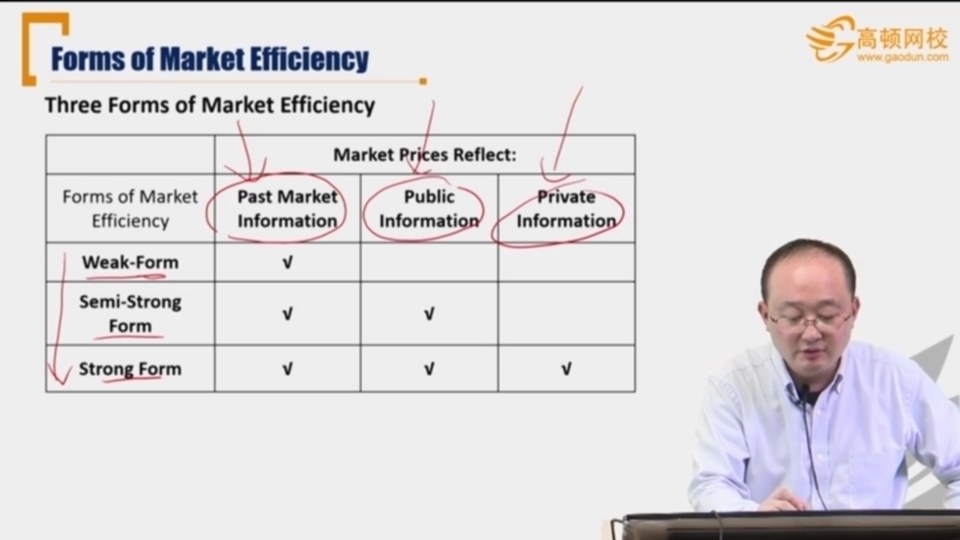 Forms of Market Efficiency
高顿网校
www.gaodun.com
Three Forms of Market Efficiency
Market Prices Reflect:
Forms of Market
Efficiency
Past Market
Information
Public
Information
Private
Information
Weak-Form
√
Semi-Strong
Form
√
√
Strong Form
√
√
√